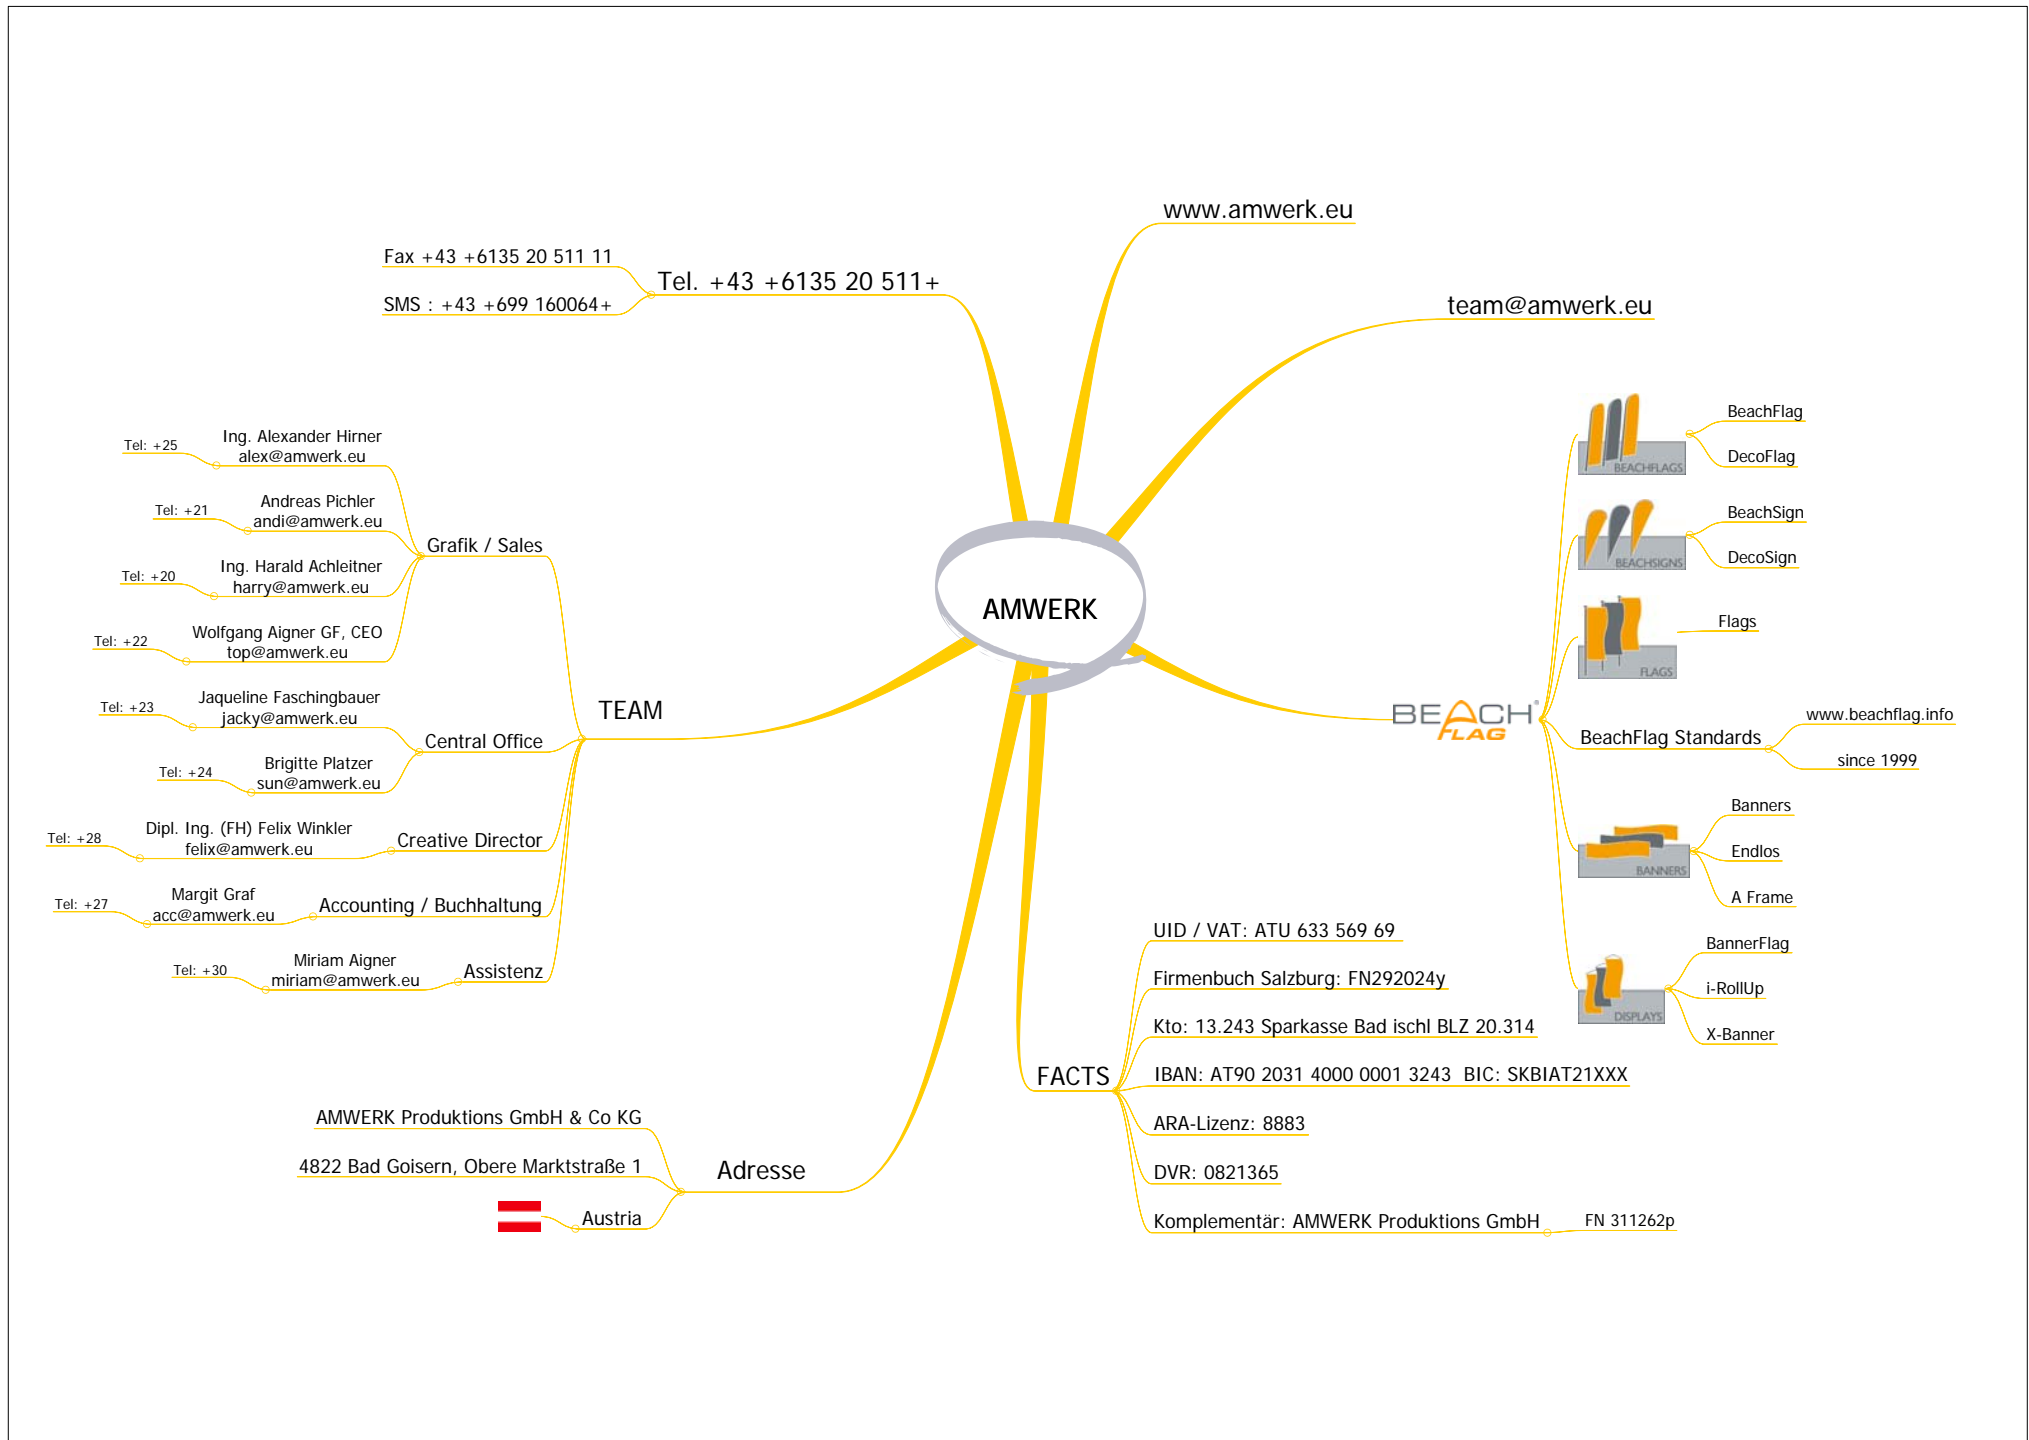 www.amwerk.eu
Fax +43 +6135 20 511 11
Tel. +43 +6135 20 511+
SMS : +43 +699 160064+
team@amwerk.eu
AMWERK
TEAM
Grafik / Sales
Ing. Alexander Hirner
alex@amwerk.eu
Tel: +25
Andreas Pichler
andi@amwerk.eu
Tel: +21
Ing. Harald Achleitner
harry@amwerk.eu
Tel: +20
Wolfgang Aigner GF, CEO
top@amwerk.eu
Tel: +22
Central Office
Jaqueline Faschingbauer
jacky@amwerk.eu
Tel: +23
Brigitte Platzer
sun@amwerk.eu
Tel: +24
Creative Director
Dipl. Ing. (FH) Felix Winkler
felix@amwerk.eu
Tel: +28
Accounting / Buchhaltung
Margit Graf
acc@amwerk.eu
Tel: +27
Assistenz
Miriam Aigner
miriam@amwerk.eu
Tel: +30
Adresse
AMWERK Produktions GmbH & Co KG
4822 Bad Goisern, Obere Marktstraße 1
Austria
FACTS
UID / VAT: ATU 633 569 69
Firmenbuch Salzburg: FN292024y
Kto: 13.243 Sparkasse Bad ischl BLZ 20.314
IBAN: AT90 2031 4000 0001 3243 BIC: SKBIAT21XXX
ARA-Lizenz: 8883
DVR: 0821365
Komplementär: AMWERK Produktions GmbH
FN 311262p
BEACH®
FLAG
BEACHFLAGS
BeachFlag
DecoFlag
BEACHSIGNS
BeachSign
DecoSign
FLAGS
Flags
BeachFlag Standards
www.beachflag.info
since 1999
BANNERS
Banners
Endlos
A Frame
DISPLAYS
BannerFlag
i-RollUp
X-Banner